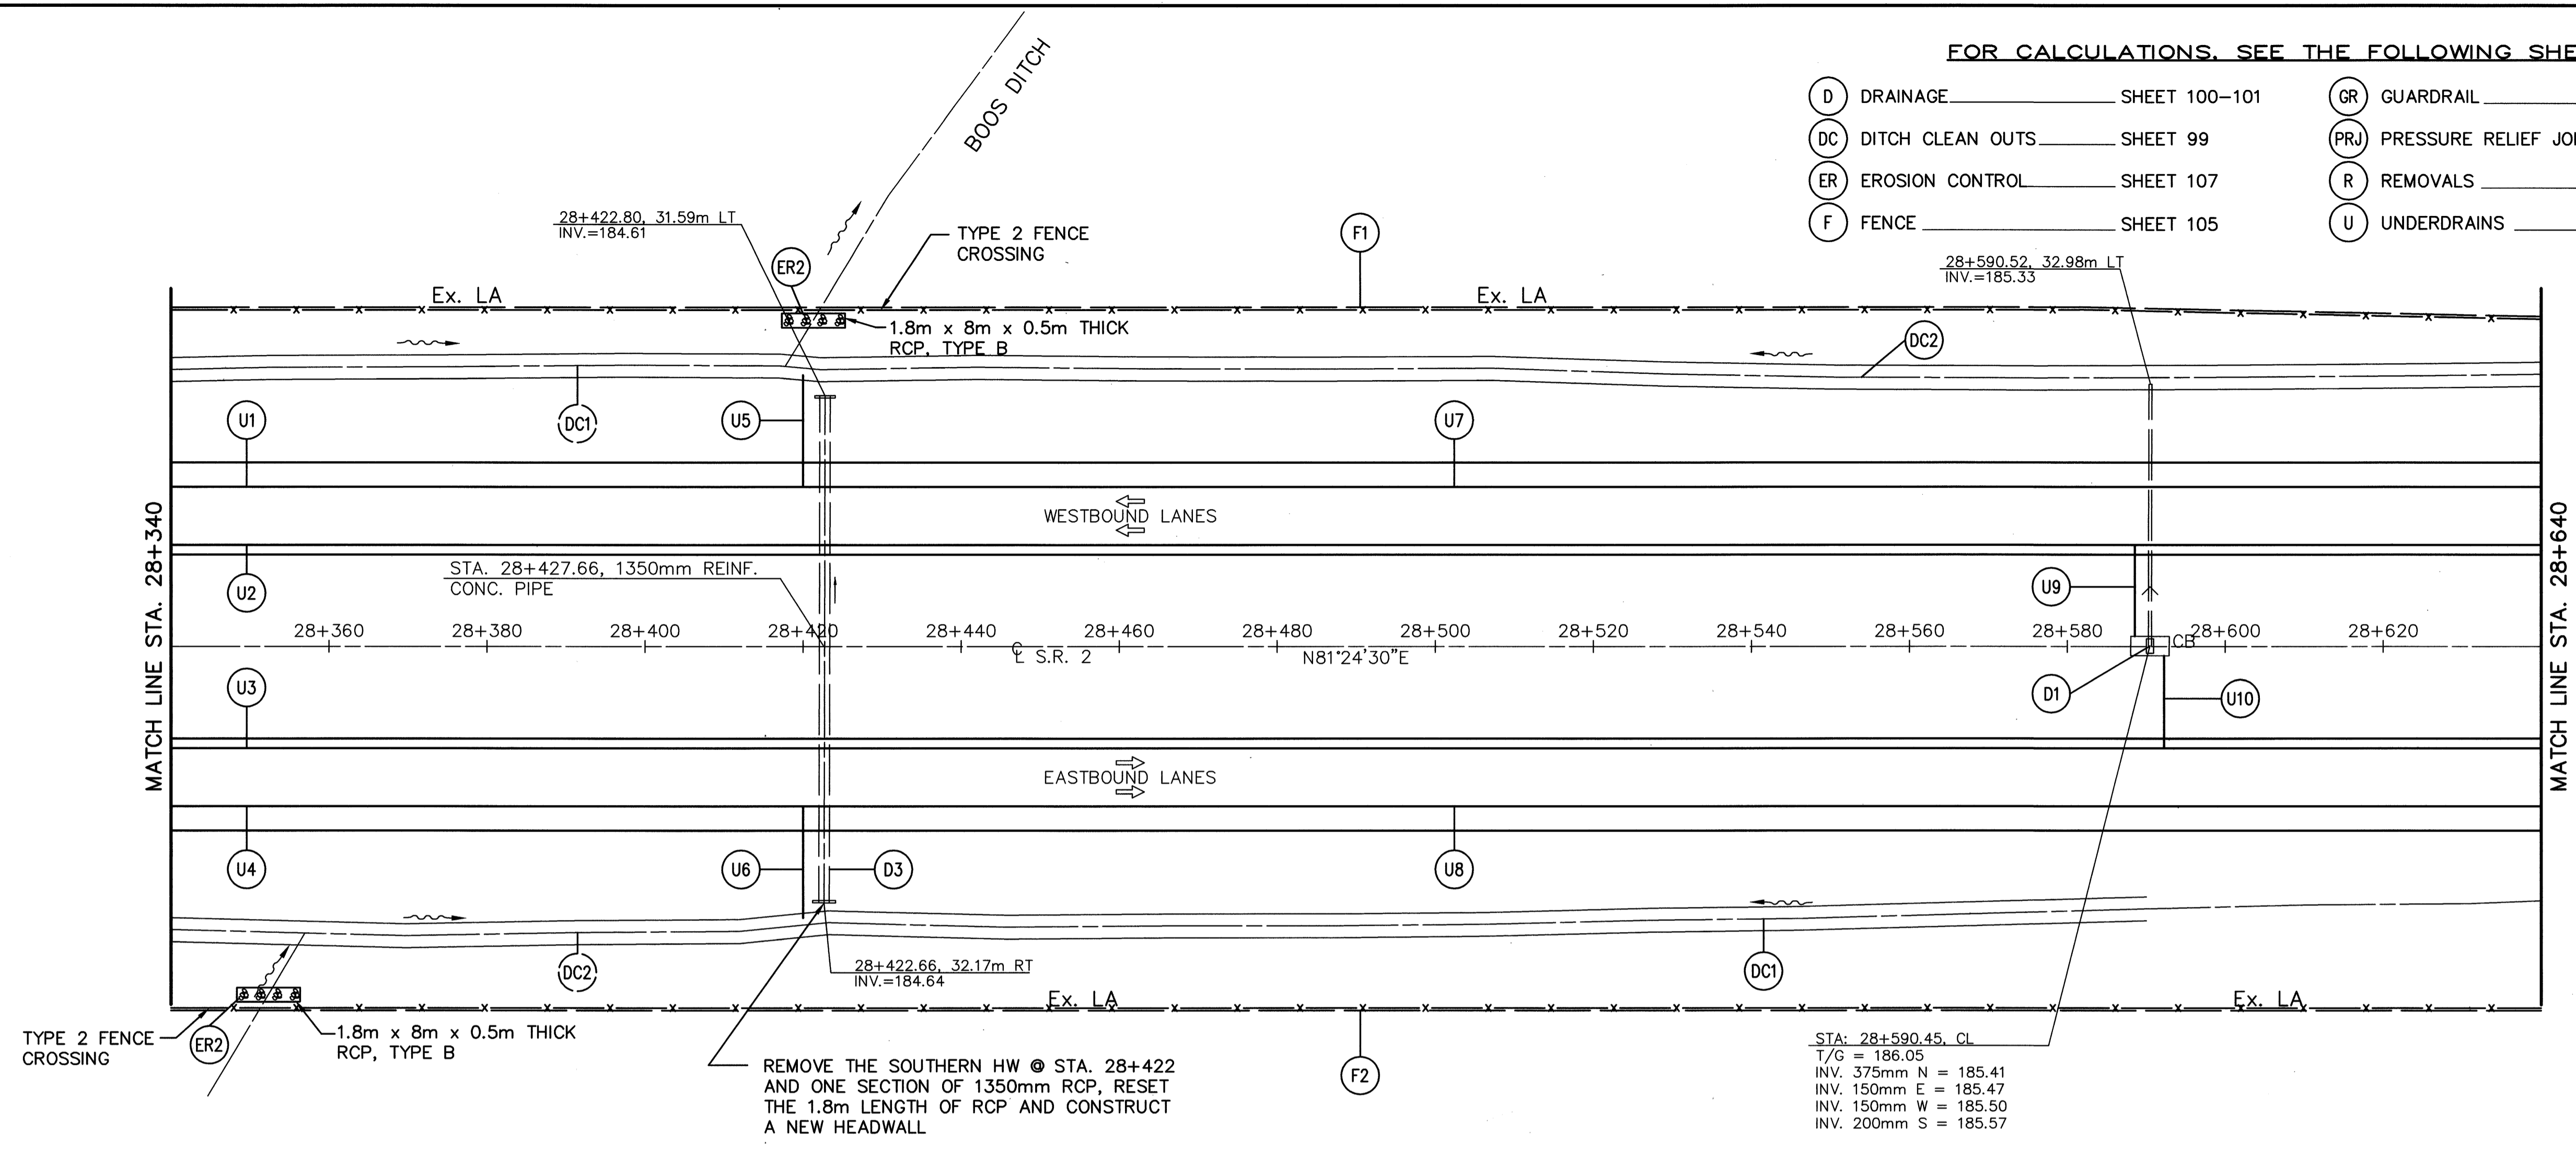 FOR CALCULATIONS, SEE THE FOLLOWING SHE
D DRAINAGE SHEET 100-101
DC DITCH CLEAN OUTS SHEET 99
ER EROSION CONTROL SHEET 107
F FENCE SHEET 105
GR GUARDRAIL
PRJ PRESSURE RELIEF JOI
R REMOVALS
U UNDERDRAINS
BOOS DITCH
28+422.80, 31.59m LT
INV.=184.61
TYPE 2 FENCE
CROSSING
ER2
F1
28+590.52, 32.98m LT
INV.=185.33
Ex. LA
Ex. LA
1.8m x 8m x 0.5m THICK
RCP, TYPE B
DC2
DC1
U1
U5
U7
MATCH LINE STA. 28+340
WESTBOUND LANES
MATCH LINE STA. 28+640
STA. 28+427.66, 1350mm REINF.
CONC. PIPE
U2
U9
28+360 28+380 28+400 28+420 28+440 28+460 28+480 28+500 28+520 28+540 28+560 28+580 28+600 28+620
CB
℄ S.R. 2
N81°24'30"E
U3
D1
U10
EASTBOUND LANES
U4
U6
D3
U8
DC2
28+422.66, 32.17m RT
INV.=184.64
DC1
Ex. LA
Ex. LA
TYPE 2 FENCE
CROSSING
ER2
1.8m x 8m x 0.5m THICK
RCP, TYPE B
REMOVE THE SOUTHERN HW @ STA. 28+422
AND ONE SECTION OF 1350mm RCP, RESET
THE 1.8m LENGTH OF RCP AND CONSTRUCT
A NEW HEADWALL
F2
STA: 28+590.45, CL
T/G = 186.05
INV. 375mm N = 185.41
INV. 150mm E = 185.47
INV. 150mm W = 185.50
INV. 200mm S = 185.57